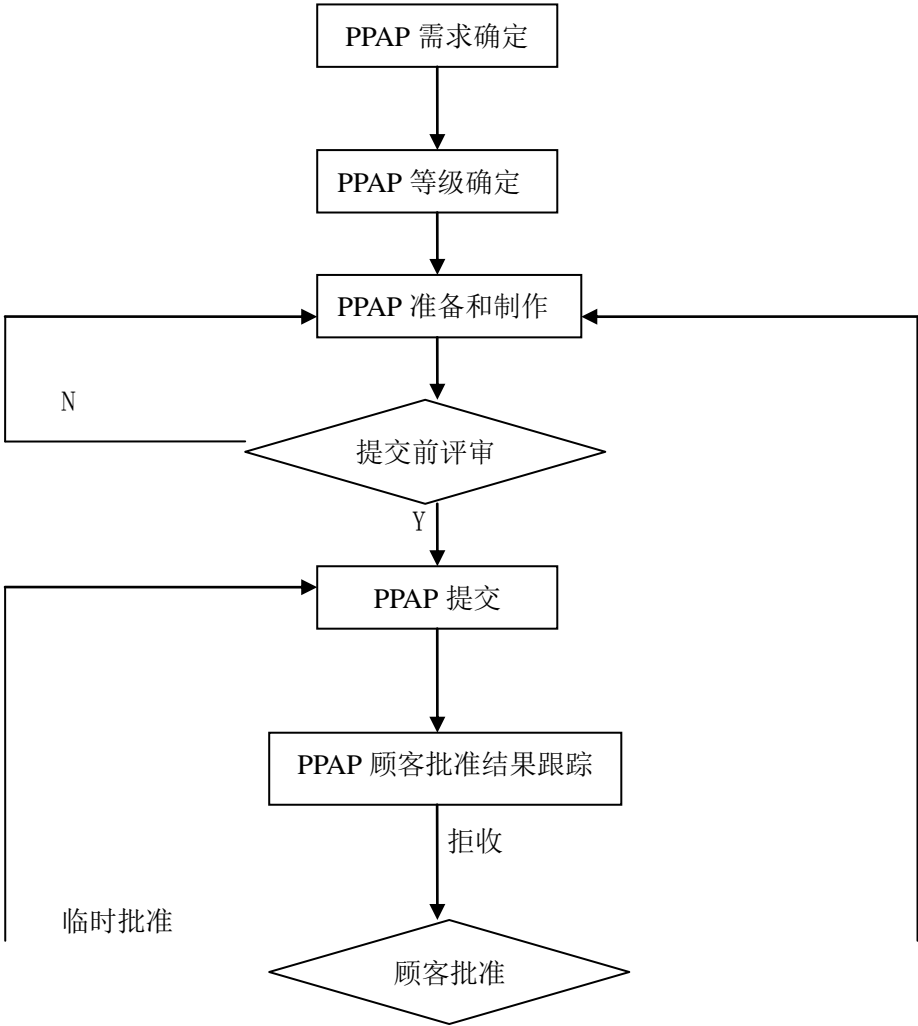 PPAP 需求确定
PPAP 等级确定
PPAP 准备和制作
N
提交前评审
Y
PPAP 提交
PPAP 顾客批准结果跟踪
拒收
临时批准
顾客批准